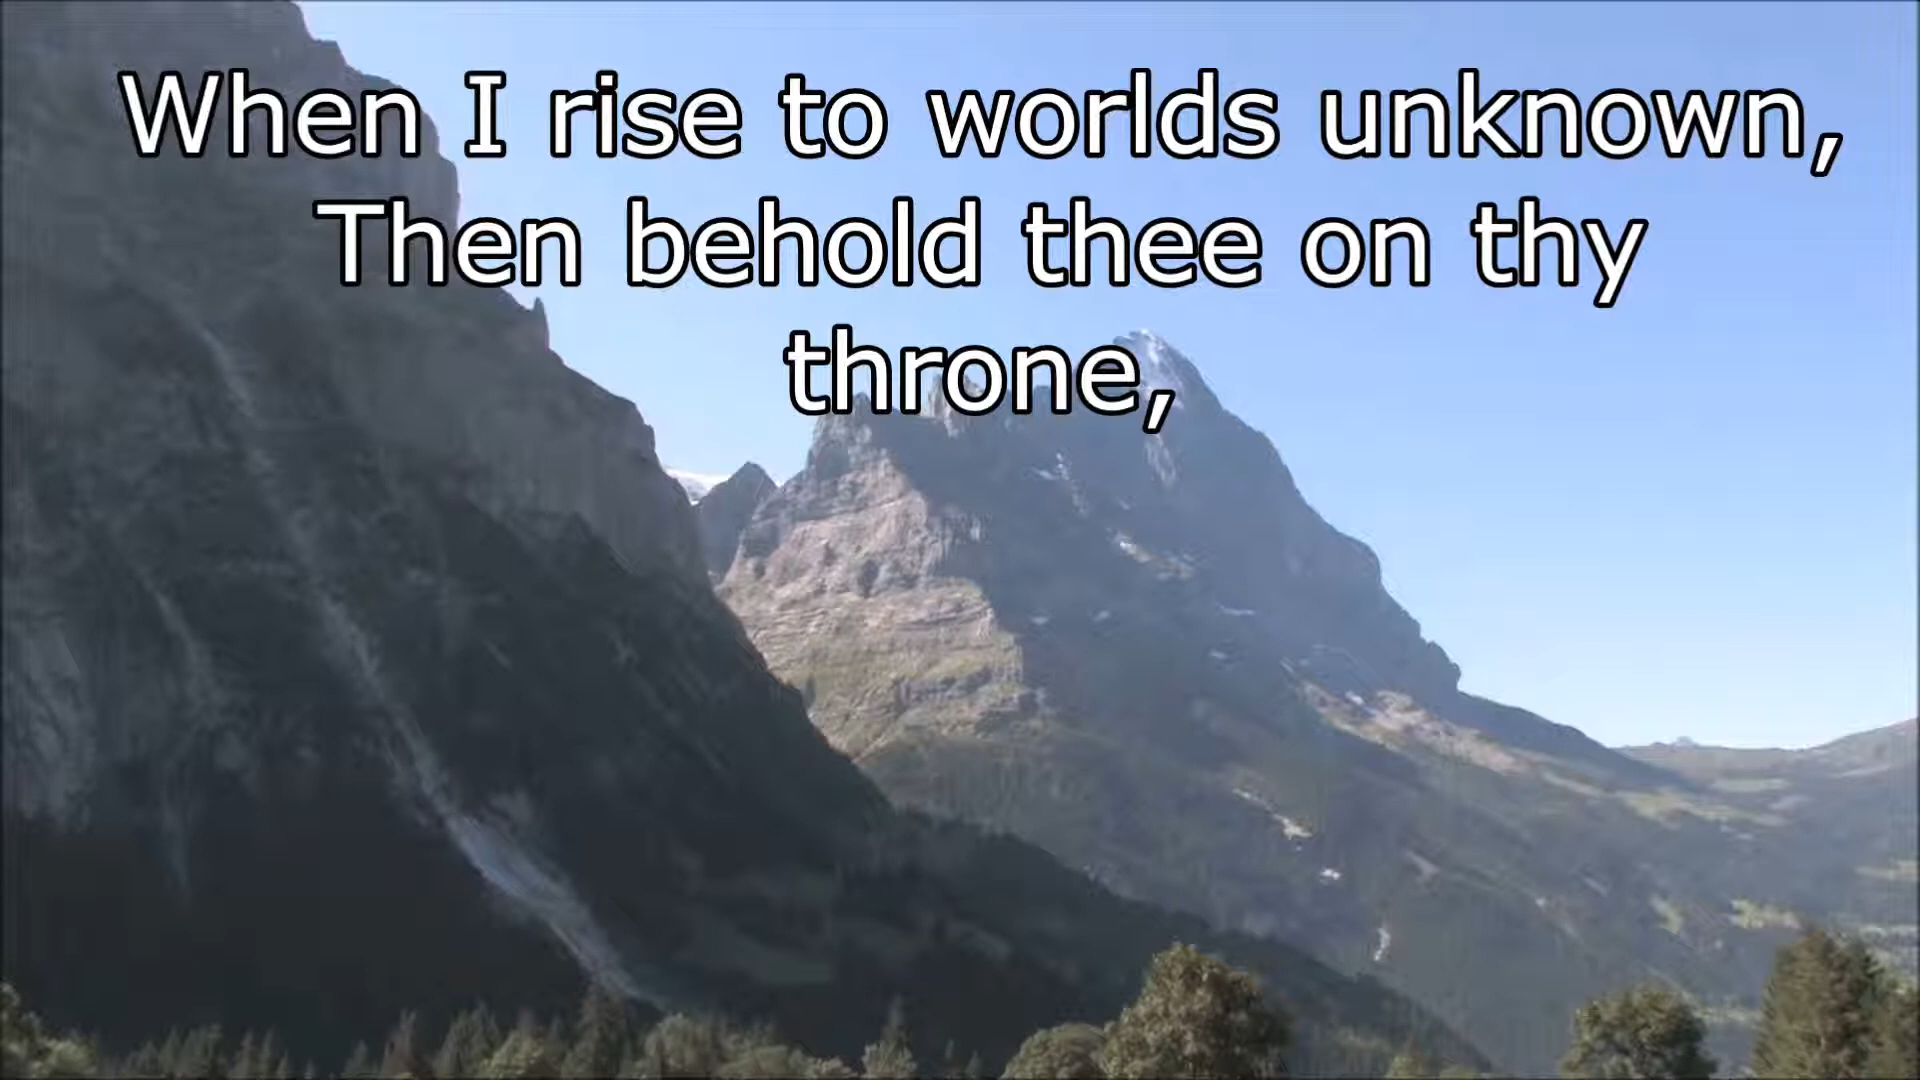 When I rise to worlds unknown,
Then behold thee on thy
throne,